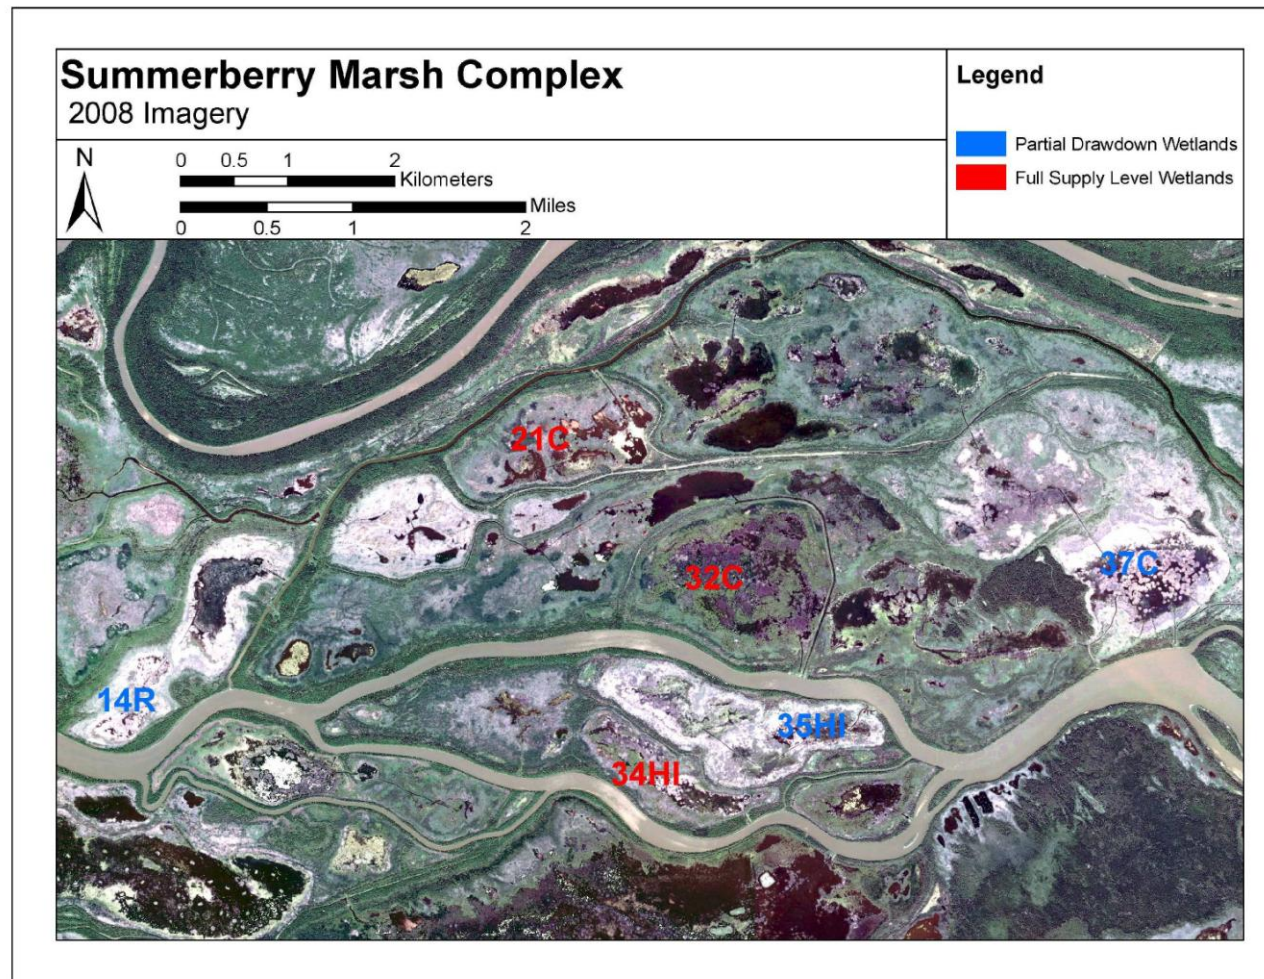 Summerberry Marsh Complex
2008 Imagery
Legend
Partial Drawdown Wetlands
Full Supply Level Wetlands
N
0 0.5 1 2
Kilometers
Miles
0 0.5 1 2
21C
32C
37C
14R
35HI
34HI